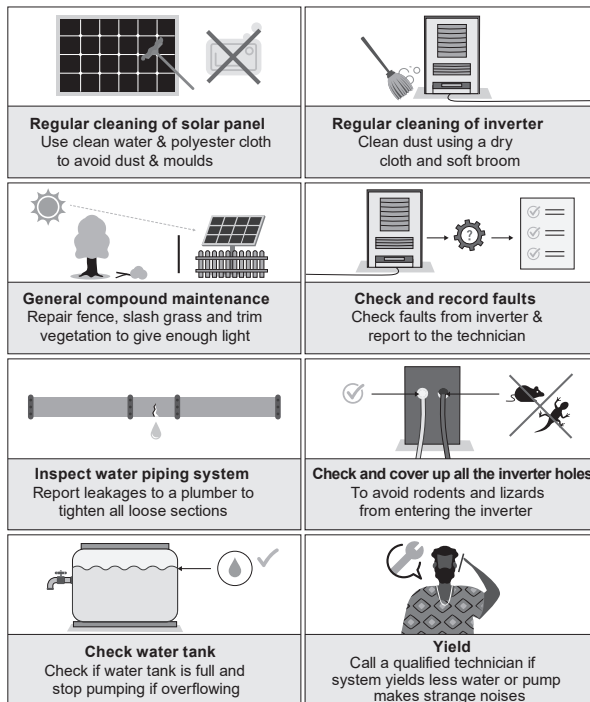 Regular cleaning of solar panel
Use clean water & polyester cloth
to avoid dust & moulds
Regular cleaning of inverter
Clean dust using a dry
cloth and soft broom
General compound maintenance
Repair fence, slash grass and trim
vegetation to give enough light
?
Check and record faults
Check faults from inverter &
report to the technician
Inspect water piping system
Report leakages to a plumber to
tighten all loose sections
Check and cover up all the inverter holes
To avoid rodents and lizards
from entering the inverter
Check water tank
Check if water tank is full and
stop pumping if overflowing
Yield
Call a qualified technician if
system yields less water or pump
makes strange noises